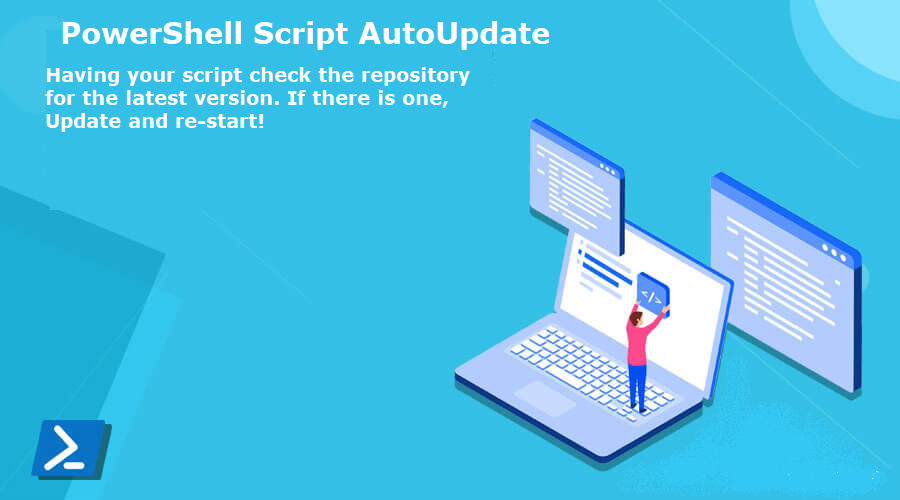 PowerShell Script AutoUpdate
Having your script check the repository
for the latest version. If there is one,
Update and re-start!
</>